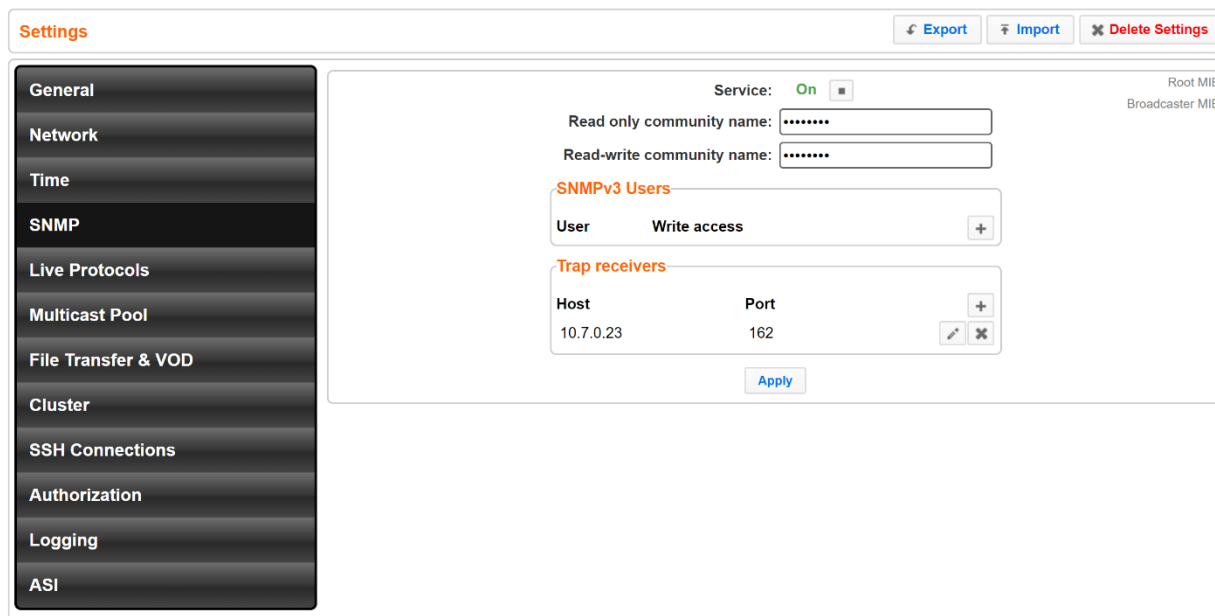 Settings
Export
Import
Delete Settings
General
Network
Time
SNMP
Live Protocols
Multicast Pool
File Transfer & VOD
Cluster
SSH Connections
Authorization
Logging
ASI
Service: On
Root MIB
Broadcaster MIB
Read only community name: ••••••••
Read-write community name: ••••••••
SNMPv3 Users
User Write access
Trap receivers
Host Port
10.7.0.23 162
Apply